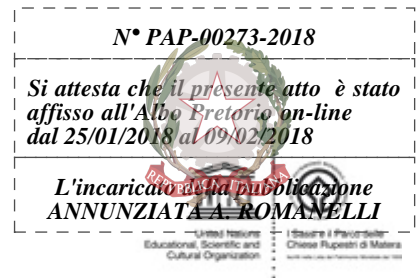 N° PAP-00273-2018
Si attesta che il presente atto è stato
affisso all'Albo Pretorio on-line
dal 25/01/2018 al 09/02/2018
L'incaricato della pubblicazione
ANNUNZIATA A. ROMANELLI
REPUBBLICA ITALIANA
United Nations
Educational, Scientific and
Cultural Organization
I Sassi e il Parco delle
Chiese Rupestri di Matera